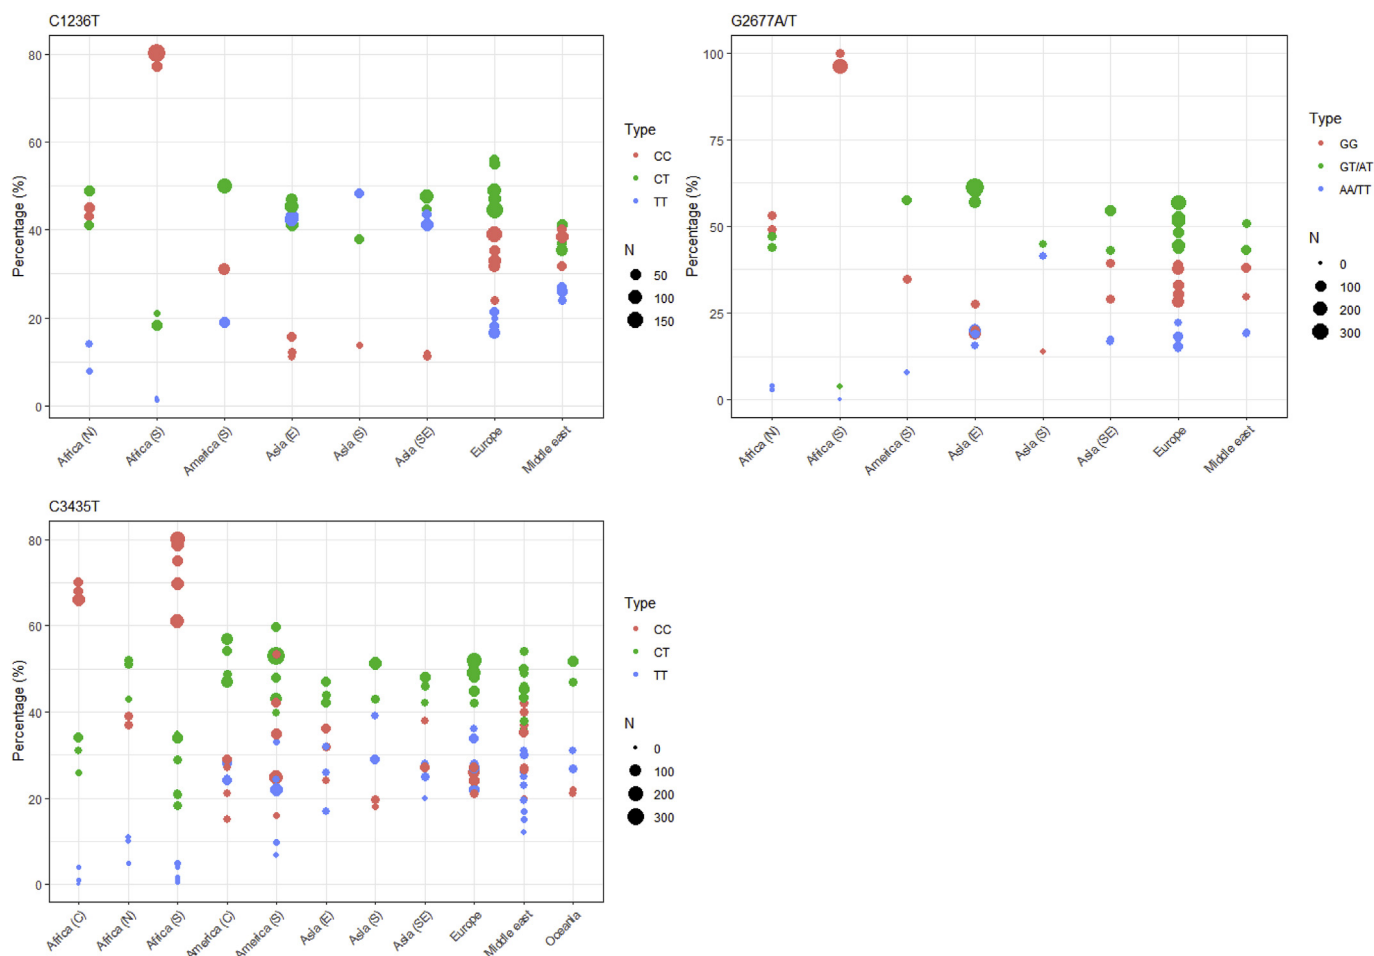 C1236T
Percentage (%)
80
60
40
20
0
Africa (N)
Africa (S)
America (S)
Asia (E)
Asia (S)
Asia (SE)
Europe
Middle east
Type
CC
CT
TT
N
50
100
150
G2677A/T
Percentage (%)
100
75
50
25
0
Africa (N)
Africa (S)
America (S)
Asia (E)
Asia (S)
Asia (SE)
Europe
Middle east
Type
GG
GT/AT
AA/TT
N
0
100
200
300
C3435T
Percentage (%)
80
60
40
20
0
Africa (C)
Africa (N)
Africa (S)
America (C)
America (S)
Asia (E)
Asia (S)
Asia (SE)
Europe
Middle east
Oceania
Type
CC
CT
TT
N
0
100
200
300